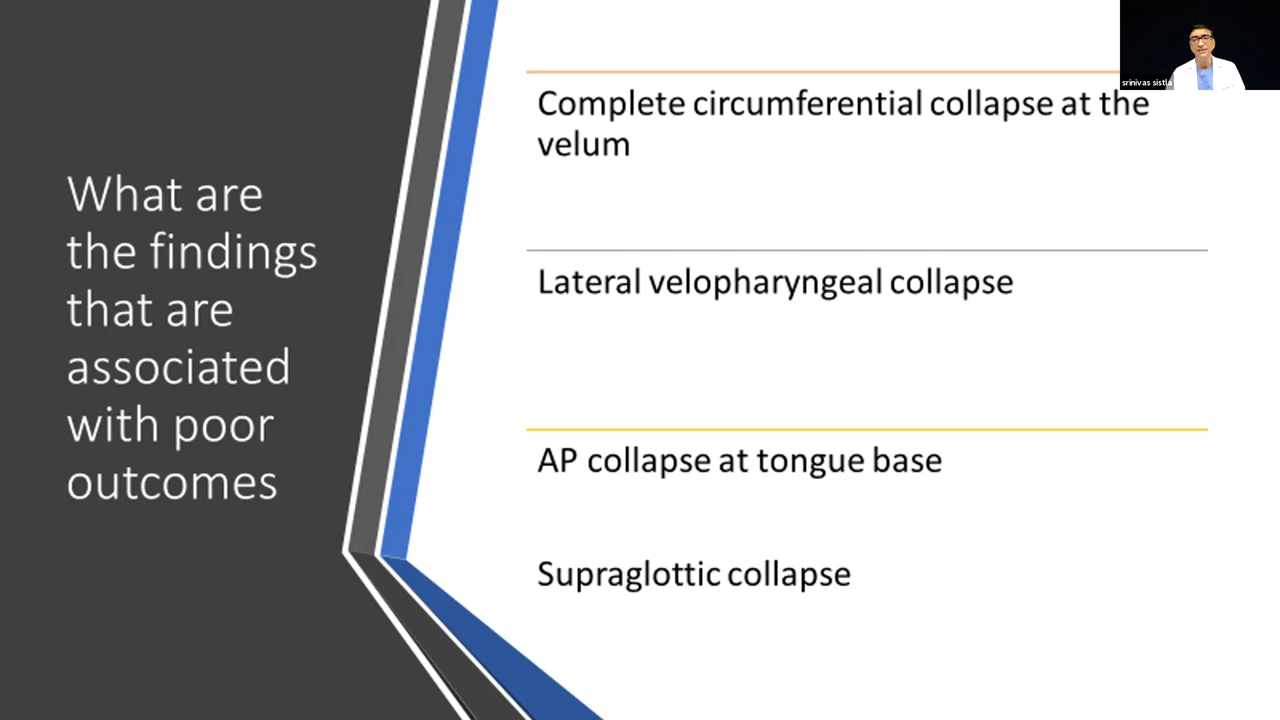 What are
the findings
that are
associated
with poor
outcomes
srinivas sistla
Complete circumferential collapse at the
velum
Lateral velopharyngeal collapse
AP collapse at tongue base
Supraglottic collapse